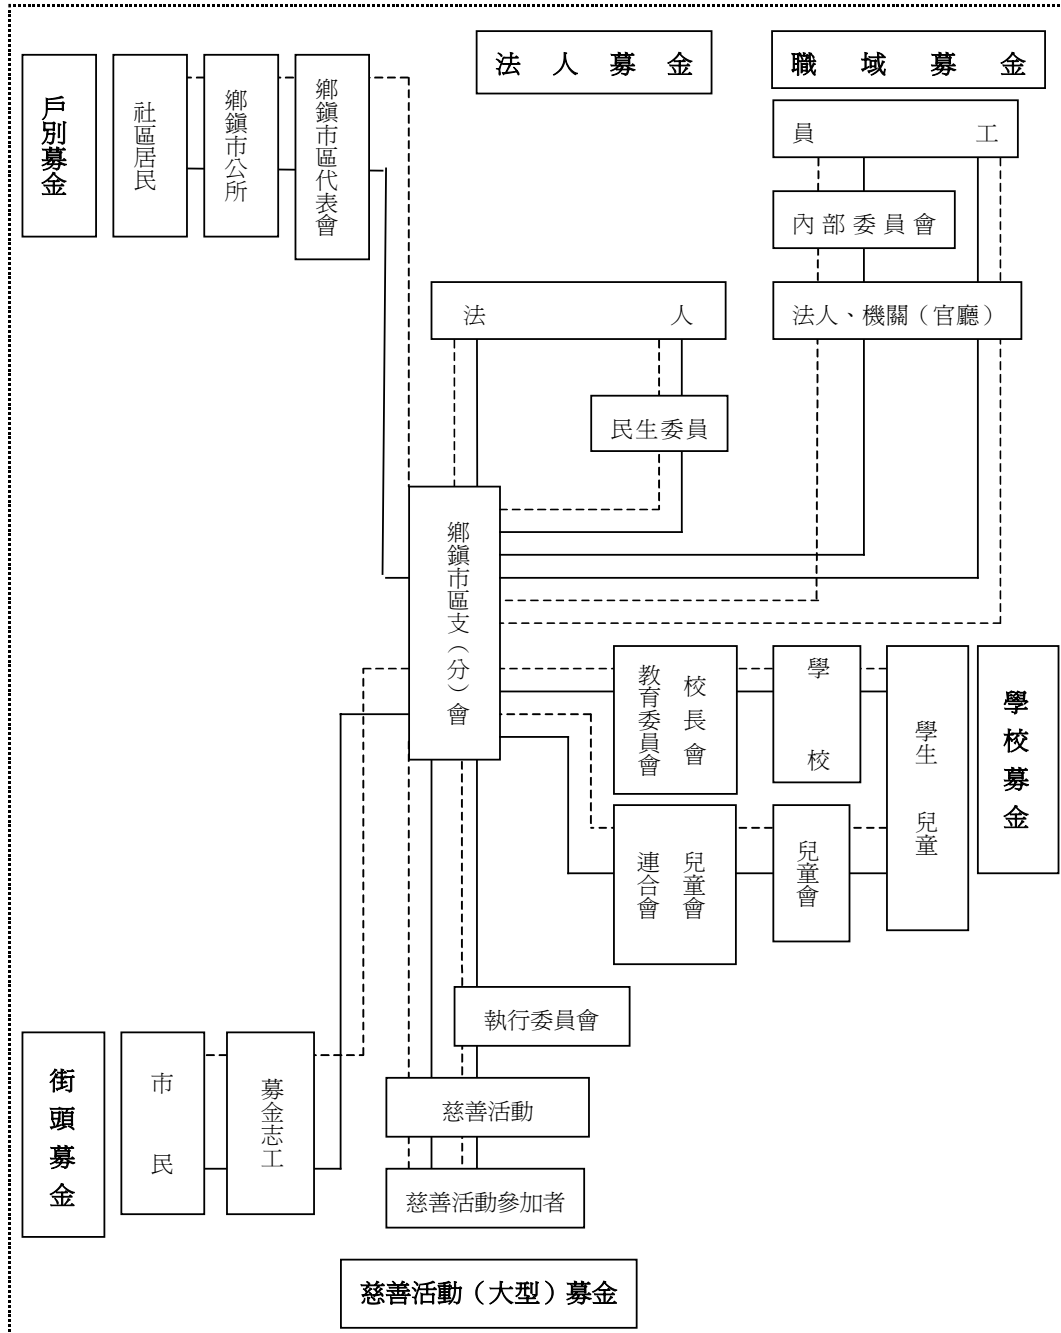 法人募金
職域募金
戶別募金
社區居民
鄉鎮市公所
鄉鎮市區代表會
員工
內部委員會
法人、機關（官廳）
法人
民生委員
鄉鎮市區支（分）會
校長會
教育委員會
學校
學生 兒童
學校募金
兒童會
連合會
兒童會
執行委員會
街頭募金
市民
募金志工
慈善活動
慈善活動參加者
慈善活動（大型）募金